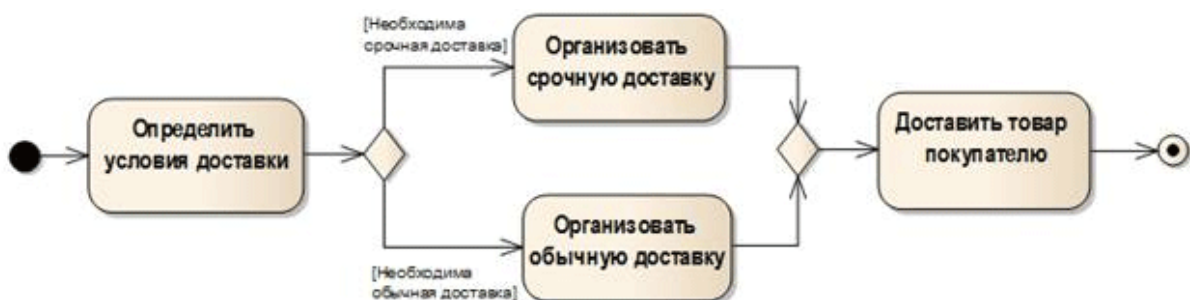 [Необходима
срочная доставка]
Организовать
срочную доставку
Определить
условия доставки
Доставить товар
покупателю
Организовать
обычную доставку
[Необходима
обычная доставка]